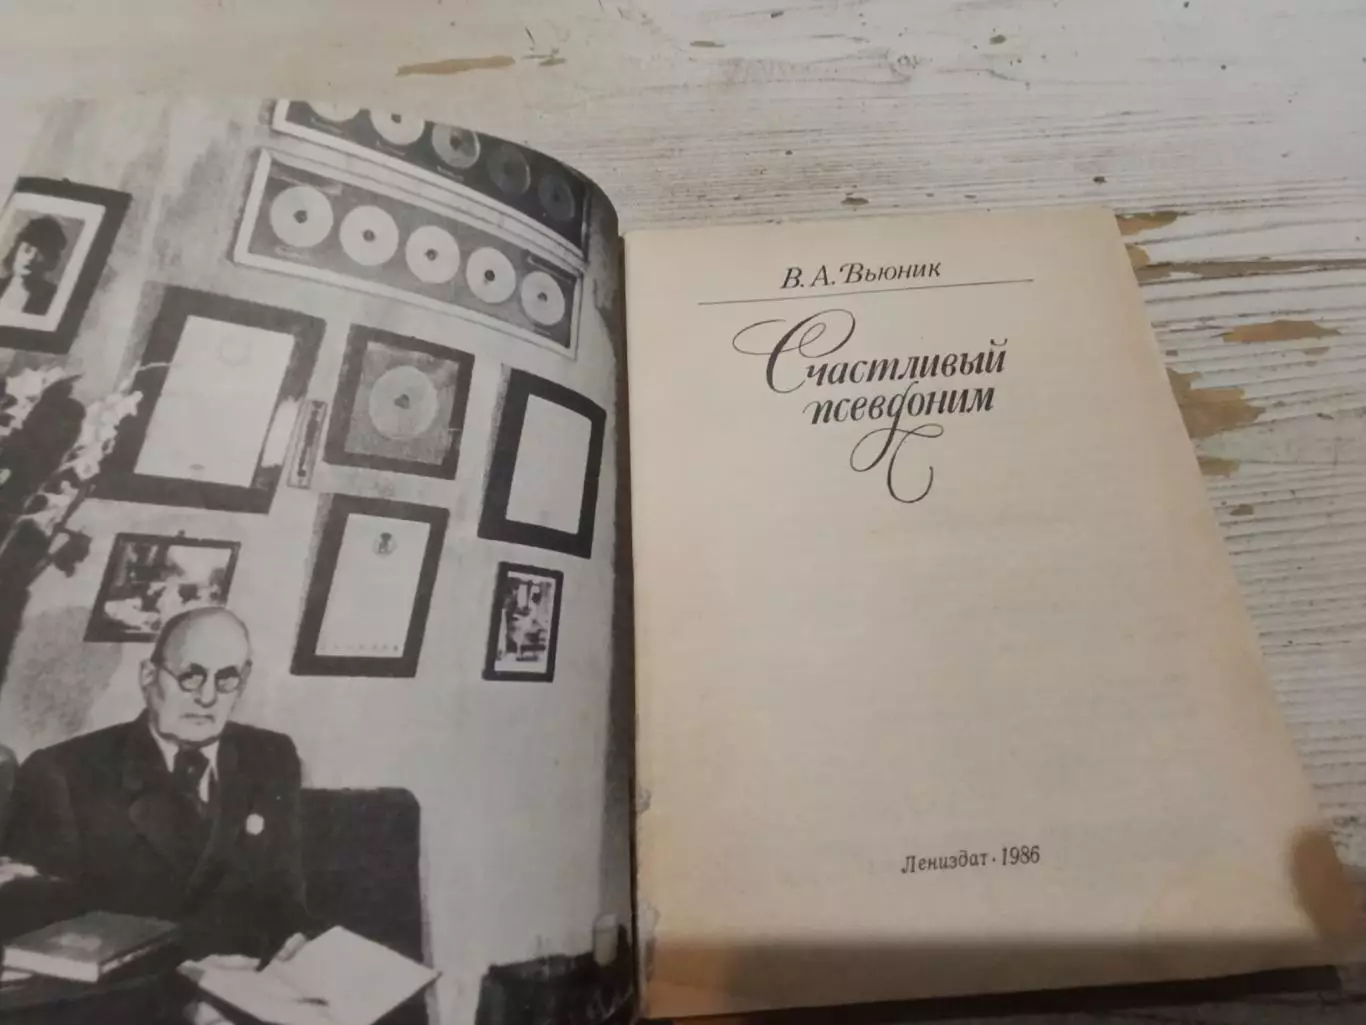 В. А. Вьюник
Счастливый
псевдоним
Лениздат · 1986